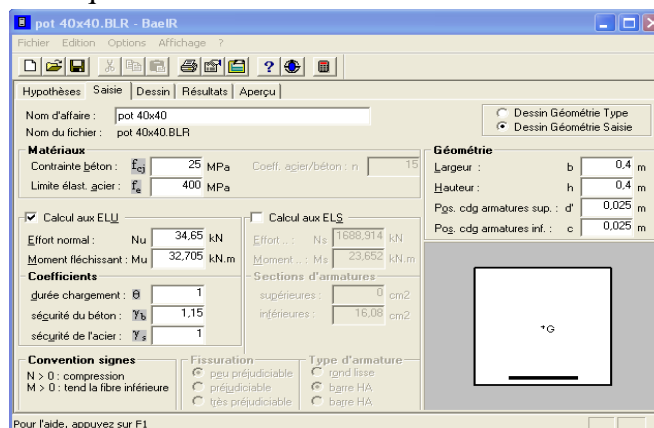 pot 40x40.BLR - BaelR
Fichier Edition Options Affichage ?
Hypothèses Saisie Dessin Résultats Aperçu
Nom d'affaire : pot 40x40
Nom du fichier : pot 40x40.BLR
Dessin Géométrie Type
Dessin Géométrie Saisie
Matériaux
Contrainte béton : fcj 25 MPa Coeff. acier/béton : n 15
Limite élast. acier : fe 400 MPa
Géométrie
Largeur : b 0,4 m
Hauteur : h 0,4 m
Pos. cdg armatures sup. : d' 0,025 m
Pos. cdg armatures inf. : c 0,025 m
Calcul aux ELU
Effort normal : Nu 34,65 kN
Moment fléchissant : Mu 32,705 kN.m
Calcul aux ELS
Effort .. : Ns 1688,914 kN
Moment .. : Ms 23,652 kN.m
Coefficients
durée chargement : θ 1
sécurité du béton : γb 1,15
sécurité de l'acier : γs 1
Sections d'armatures
supérieures : 0 cm2
inférieures : 16,08 cm2
Convention signes
N > 0 : compression
M > 0 : tend la fibre inférieure
Fissuration
peu préjudiciable
préjudiciable
très préjudiciable
Type d'armature
rond lisse
barre HA
barre HA
+G
Pour l'aide, appuyez sur F1